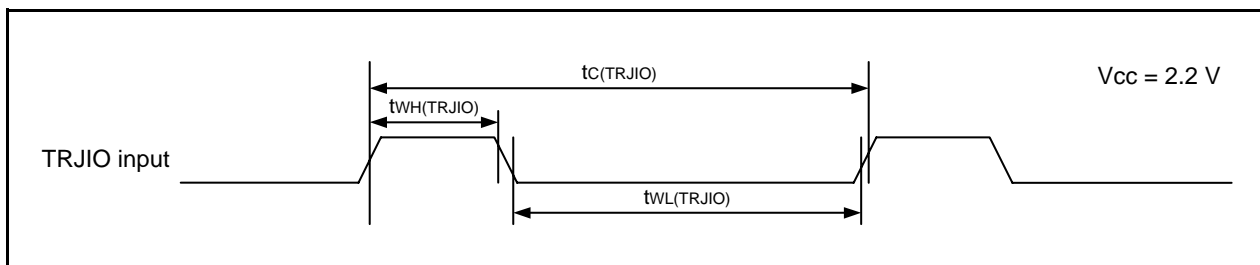 tC(TRJIO)
Vcc = 2.2 V
tWH(TRJIO)
TRJIO input
tWL(TRJIO)